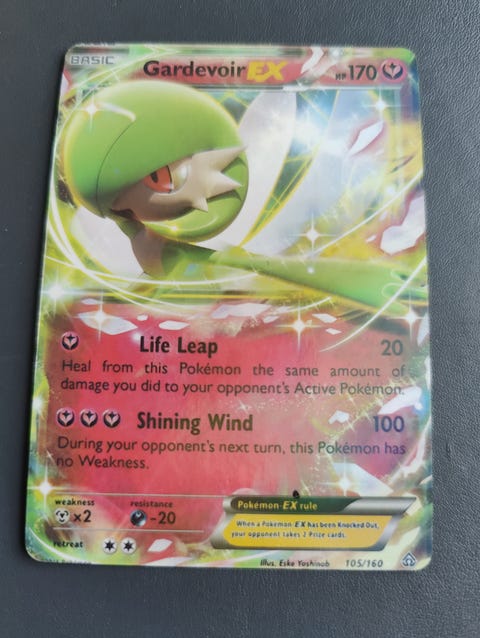 BASIC
Gardevoir EX HP 170
Life Leap 20
Heal from this Pokémon the same amount of
damage you did to your opponent's Active Pokémon.
Shining Wind 100
During your opponent's next turn, this Pokémon has
no Weakness.
weakness resistance
×2 -20
retreat
Pokémon EX rule
When a Pokémon-EX has been Knocked Out,
your opponent takes 2 Prize cards.
Illus. Eske Yoshinob 105/160